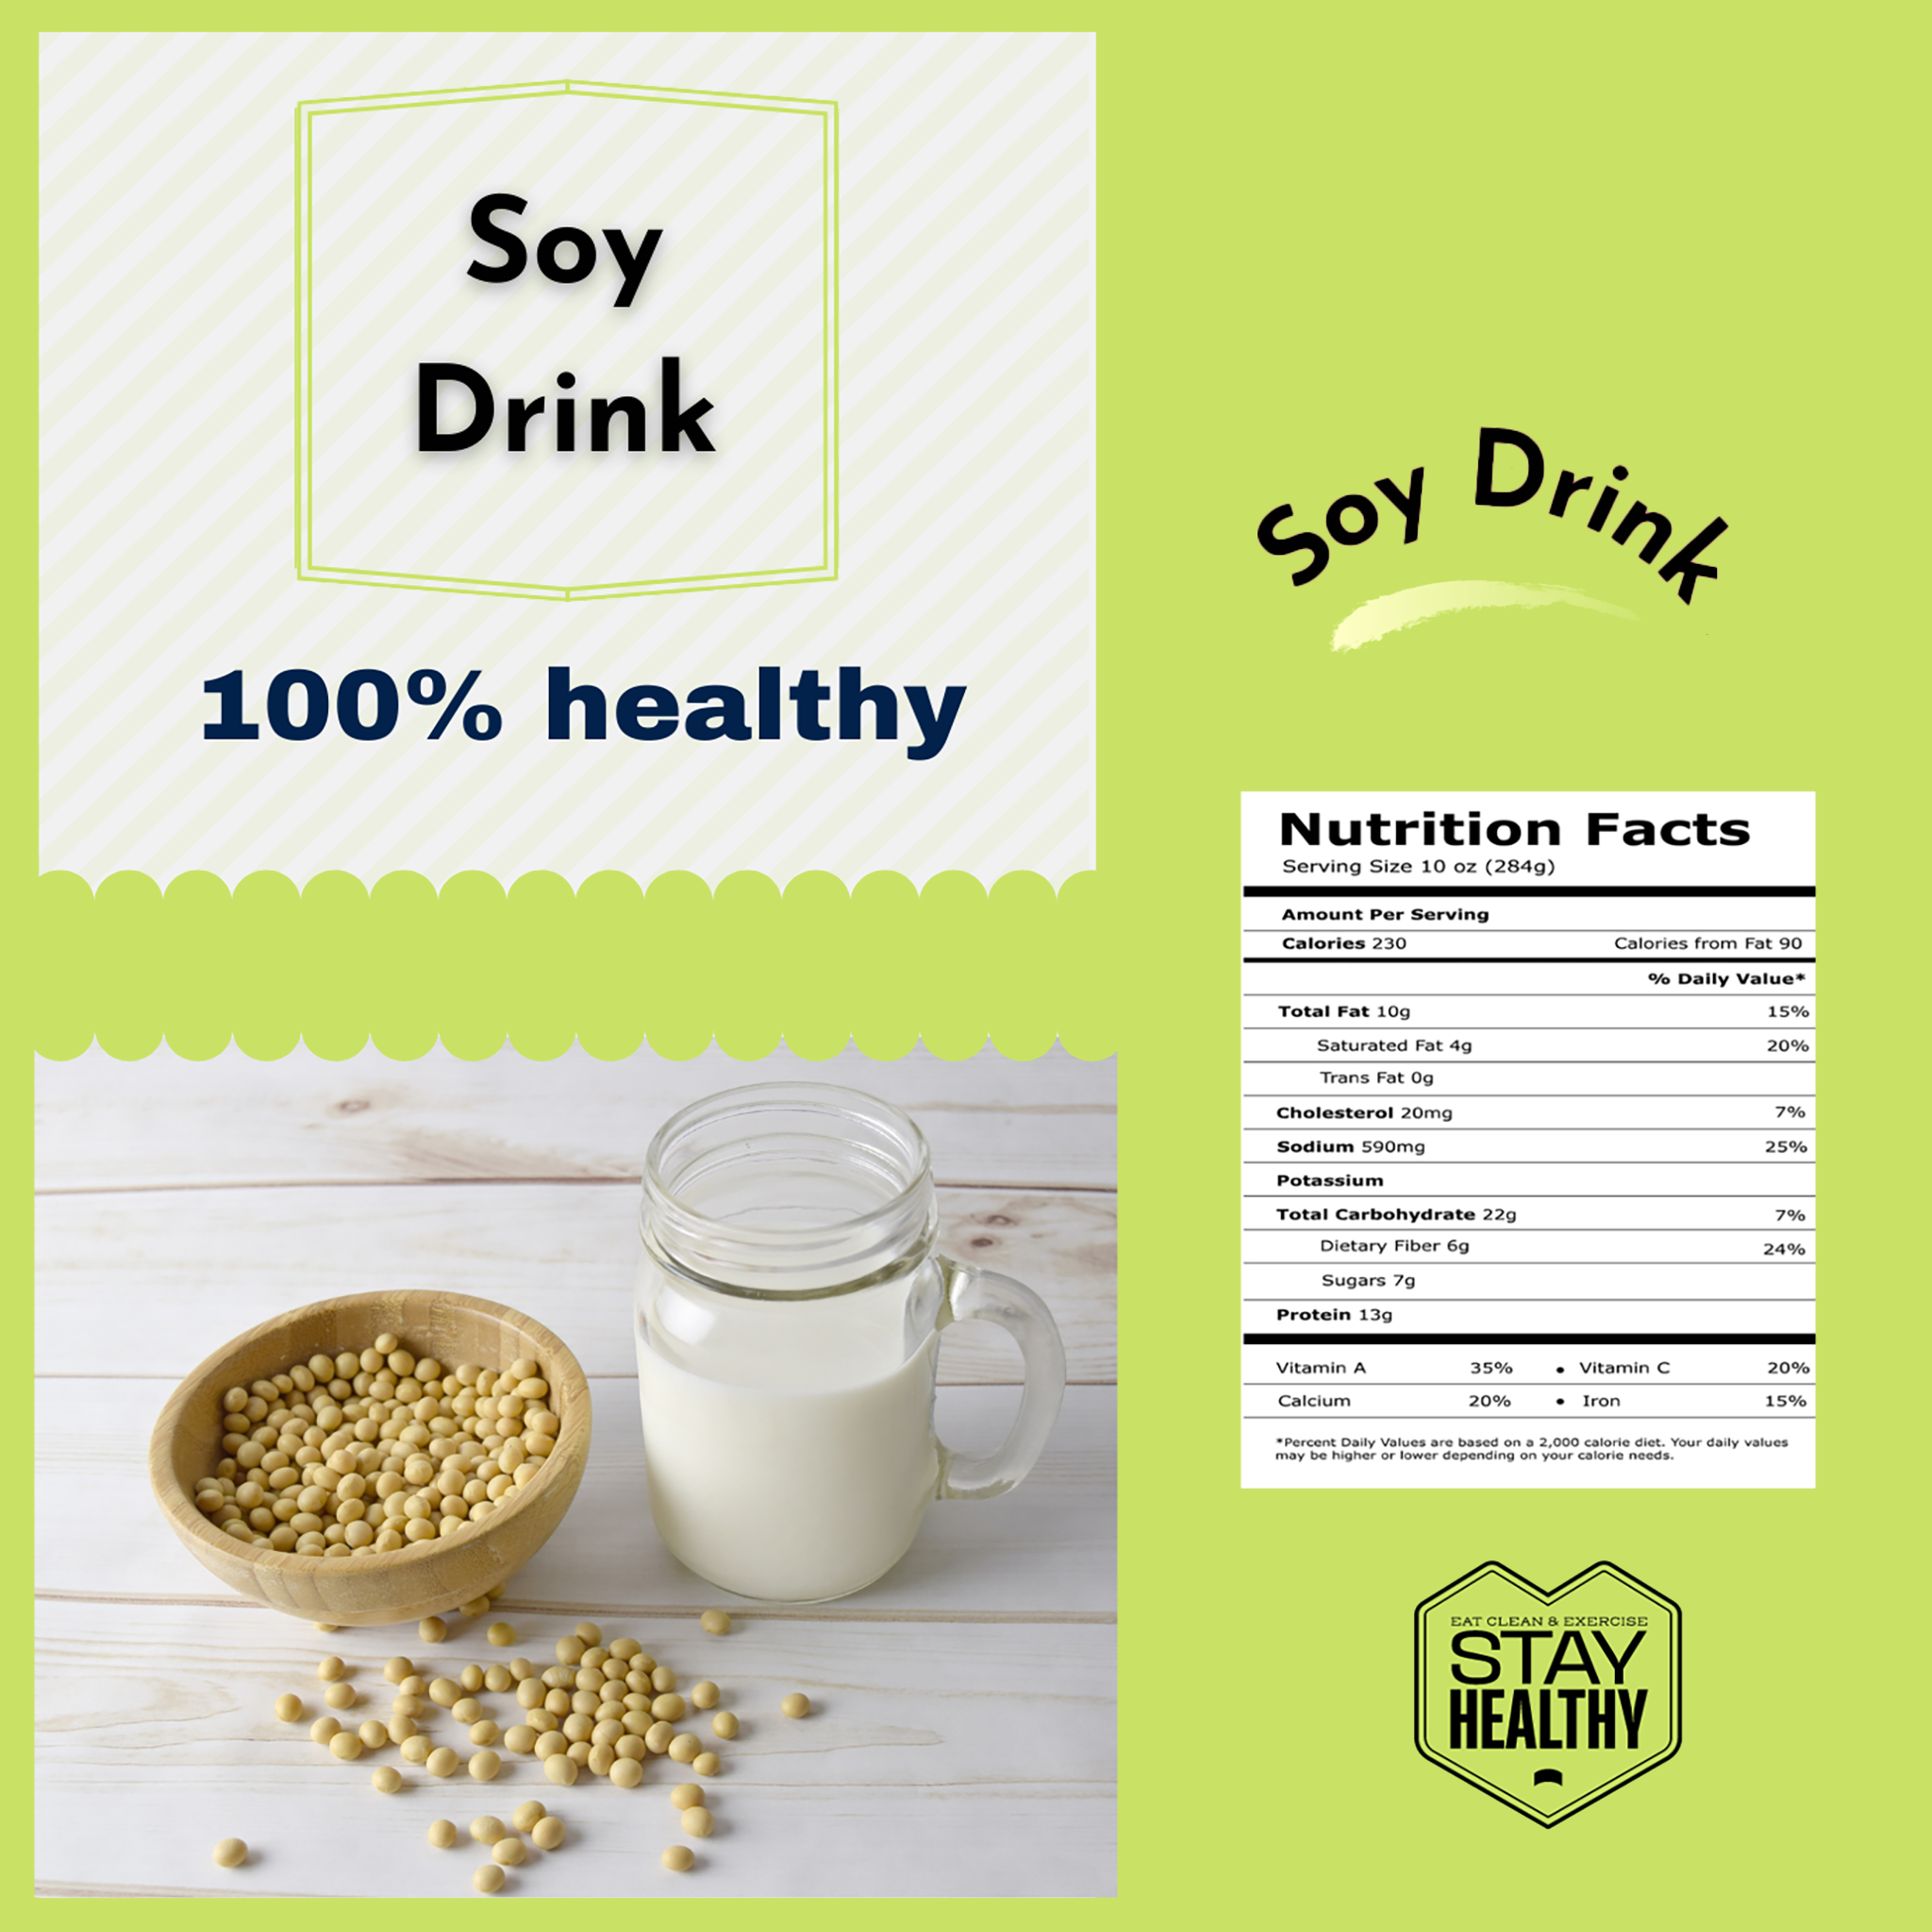 Soy
Drink
100% healthy
Soy Drink
Nutrition Facts
Serving Size 10 oz (284g)
Amount Per Serving
Calories 230 Calories from Fat 90
% Daily Value*
Total Fat 10g 15%
Saturated Fat 4g 20%
Trans Fat 0g
Cholesterol 20mg 7%
Sodium 590mg 25%
Potassium
Total Carbohydrate 22g 7%
Dietary Fiber 6g 24%
Sugars 7g
Protein 13g
Vitamin A 35% • Vitamin C 20%
Calcium 20% • Iron 15%
*Percent Daily Values are based on a 2,000 calorie diet. Your daily values
may be higher or lower depending on your calorie needs.
EAT CLEAN & EXERCISE
STAY
HEALTHY